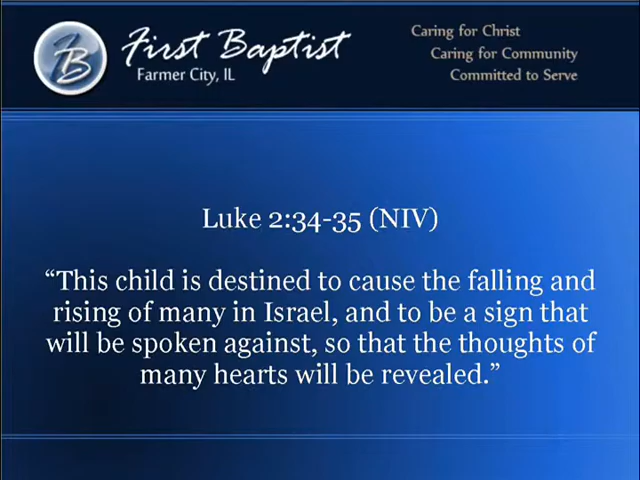 First Baptist
Farmer City, IL
Caring for Christ
Caring for Community
Committed to Serve
Luke 2:34-35 (NIV)
“This child is destined to cause the falling and
rising of many in Israel, and to be a sign that
will be spoken against, so that the thoughts of
many hearts will be revealed.”